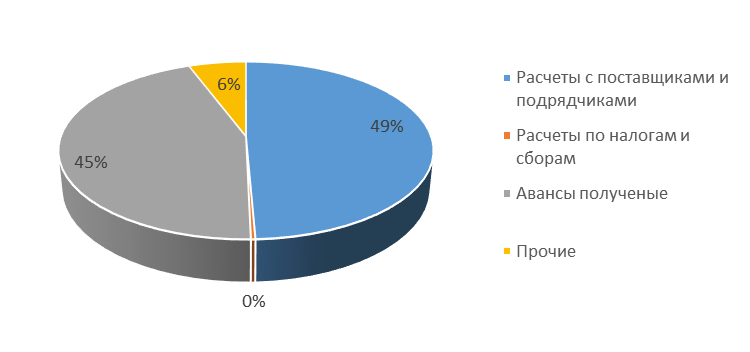 6%
49%
45%
0%
Расчеты с поставщиками и
подрядчиками
Расчеты по налогам и
сборам
Авансы полученые
Прочие